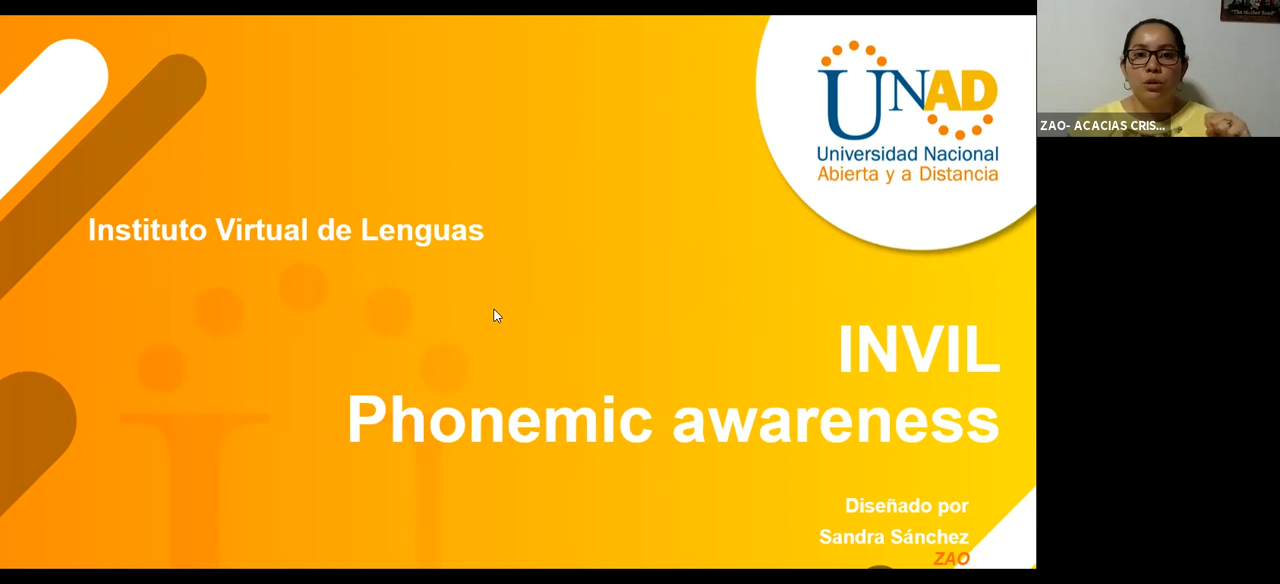 UNAD
Universidad Nacional
Abierta y a Distancia
ZAO- ACACIAS CRIS...
Instituto Virtual de Lenguas
INVIL
Phonemic awareness
Diseñado por
Sandra Sánchez
ZAO